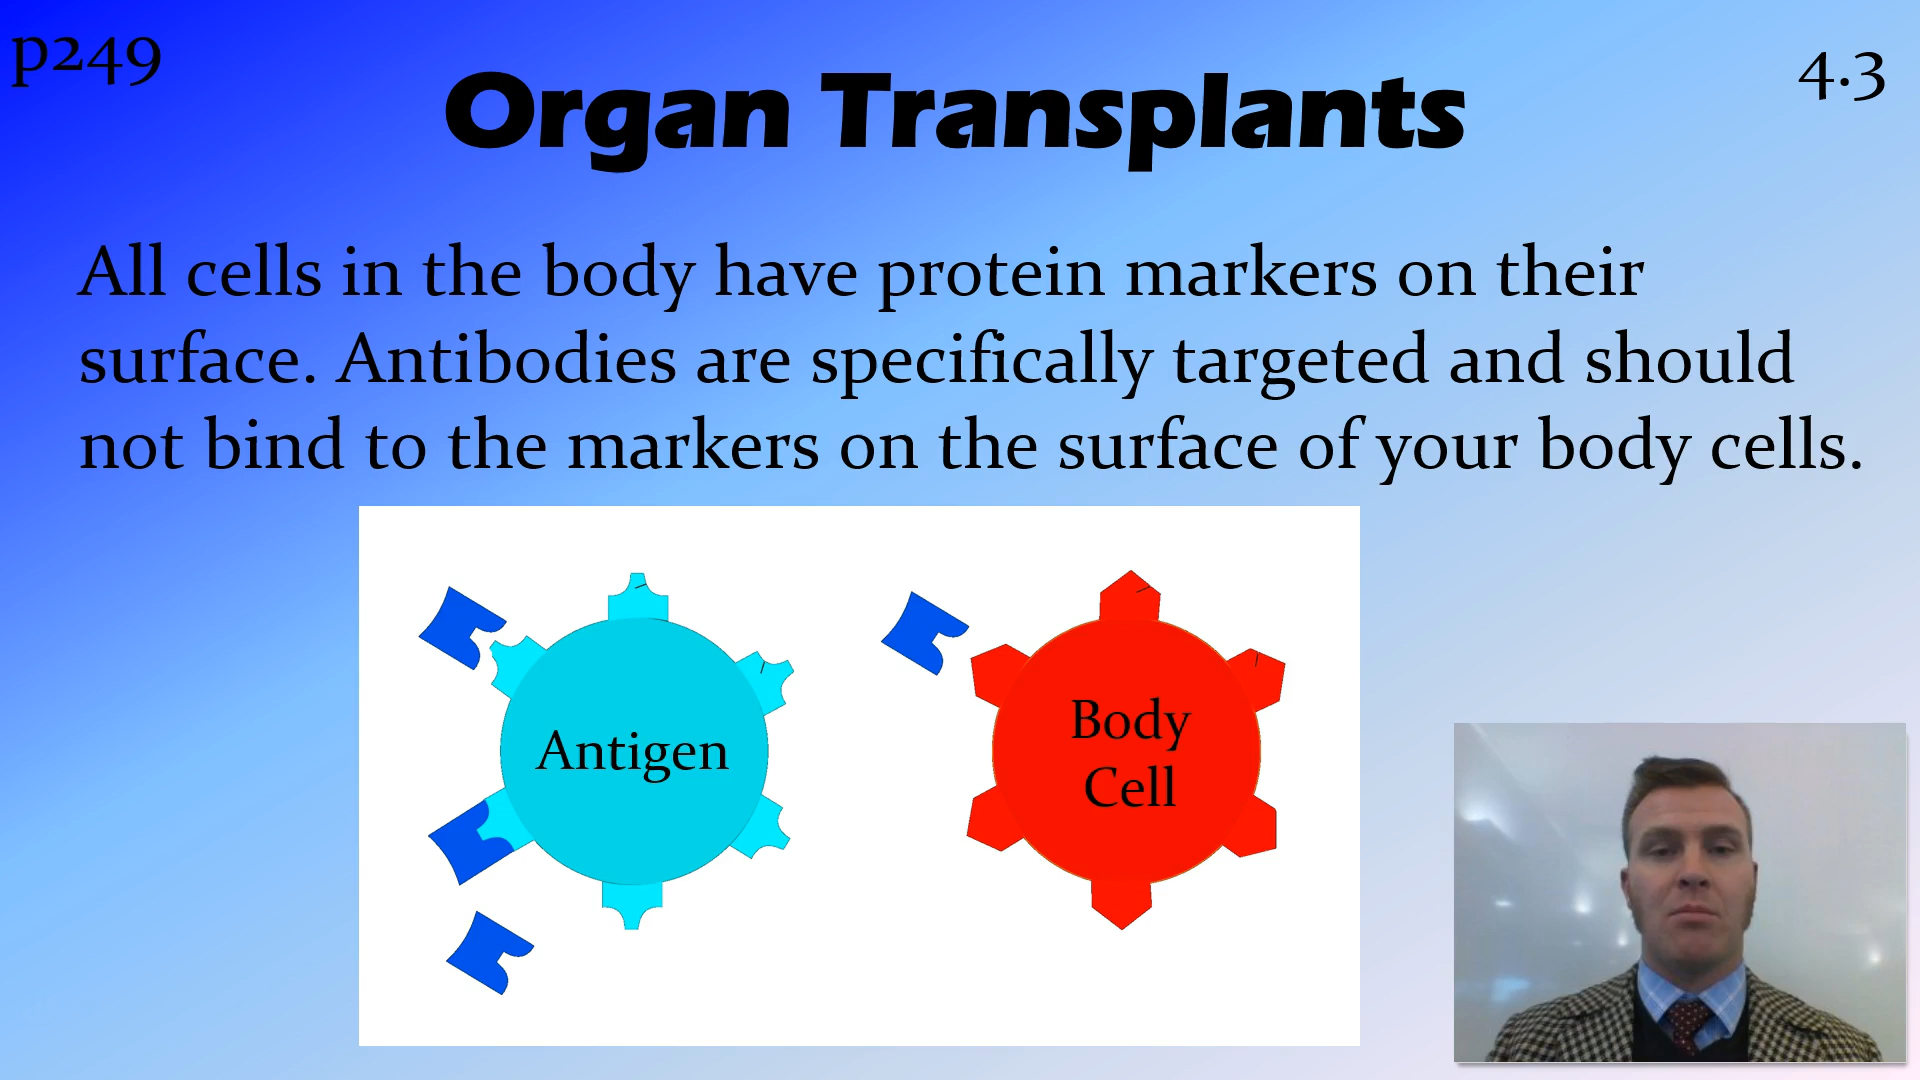 p249
4.3
Organ Transplants
All cells in the body have protein markers on their
surface. Antibodies are specifically targeted and should
not bind to the markers on the surface of your body cells.
Antigen
Body
Cell